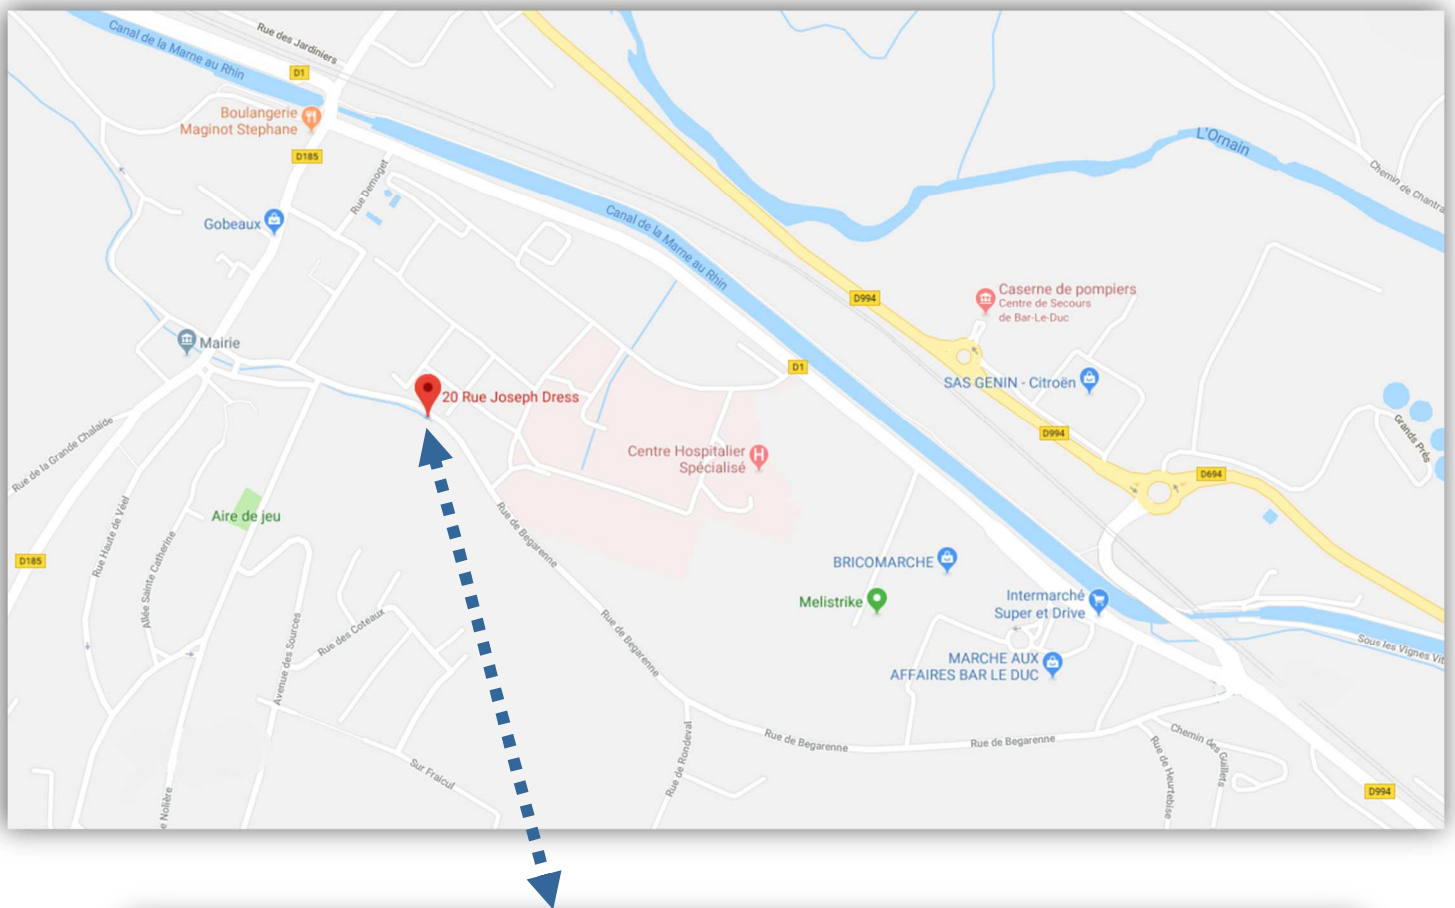 Rue des Jardiniers
Canal de la Marne au Rhin
D1
Boulangerie
Maginot Stephane
D185
Rue Demoget
Gobeaux
Canal de la Marne au Rhin
L'Ornain
Chemin de Chantra
Caserne de pompiers
Centre de Secours
de Bar-Le-Duc
D994
Mairie
D1
SAS GENIN - Citroën
20 Rue Joseph Dress
Rue de la Grande Chalaide
D994
Grands Prés
Centre Hospitalier
Spécialisé
D694
Aire de jeu
Rue Haute de Véel
Allée Sainte Catherine
Rue de Begarenne
D185
BRICOMARCHE
Melistrike
Intermarché
Super et Drive
Rue des Coteaux
Avenue des Sources
Rue de Begarenne
MARCHE AUX
AFFAIRES BAR LE DUC
Sous les Vignes Vit
Rue de Begarenne
Rue de Begarenne
Chemin des Guillets
Rue de Rondeval
Rue de Heurtebise
Sur Fraicul
e Nolière
D994